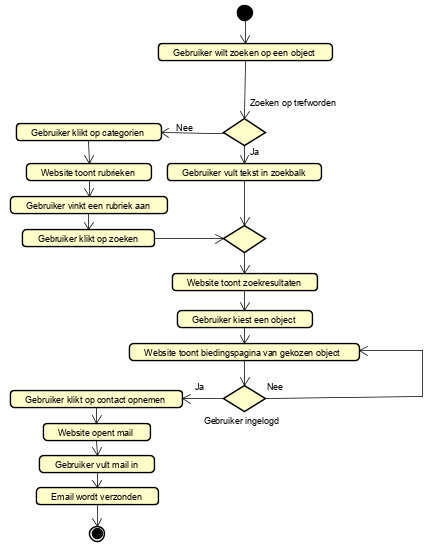 Gebruiker wilt zoeken op een object
Zoeken op trefworden
Nee
Ja
Gebruiker klikt op categorien
Website toont rubrieken
Gebruiker vult tekst in zoekbalk
Gebruiker vinkt een rubriek aan
Gebruiker klikt op zoeken
Website toont zoekresultaten
Gebruiker kiest een object
Website toont biedingspagina van gekozen object
Ja
Nee
Gebruiker ingelogd
Gebruiker klikt op contact opnemen
Website opent mail
Gebruiker vult mail in
Email wordt verzonden